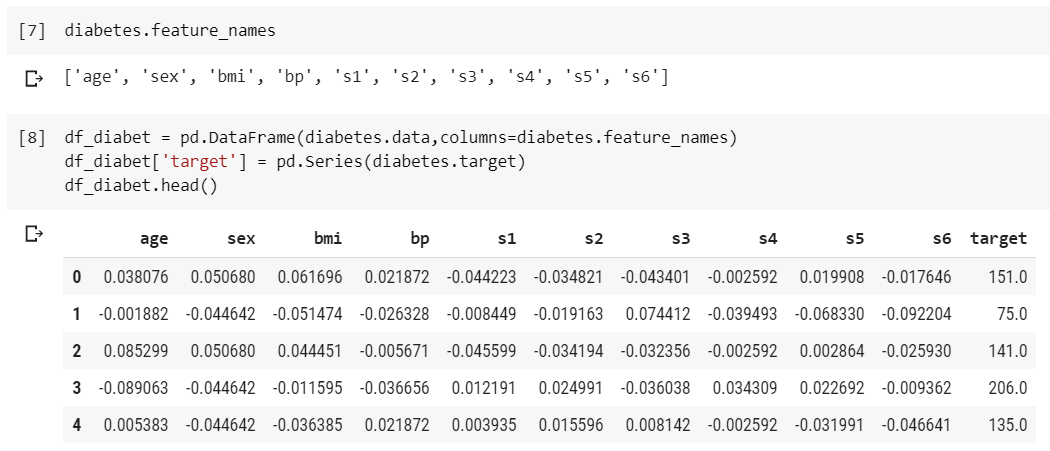 [7] diabetes.feature_names
['age', 'sex', 'bmi', 'bp', 's1', 's2', 's3', 's4', 's5', 's6']
[8] df_diabet = pd.DataFrame(diabetes.data,columns=diabetes.feature_names)
df_diabet['target'] = pd.Series(diabetes.target)
df_diabet.head()
age sex bmi bp s1 s2 s3 s4 s5 s6 target
0 0.038076 0.050680 0.061696 0.021872 -0.044223 -0.034821 -0.043401 -0.002592 0.019908 -0.017646 151.0
1 -0.001882 -0.044642 -0.051474 -0.026328 -0.008449 -0.019163 0.074412 -0.039493 -0.068330 -0.092204 75.0
2 0.085299 0.050680 0.044451 -0.005671 -0.045599 -0.034194 -0.032356 -0.002592 0.002864 -0.025930 141.0
3 -0.089063 -0.044642 -0.011595 -0.036656 0.012191 0.024991 -0.036038 0.034309 0.022692 -0.009362 206.0
4 0.005383 -0.044642 -0.036385 0.021872 0.003935 0.015596 0.008142 -0.002592 -0.031991 -0.046641 135.0